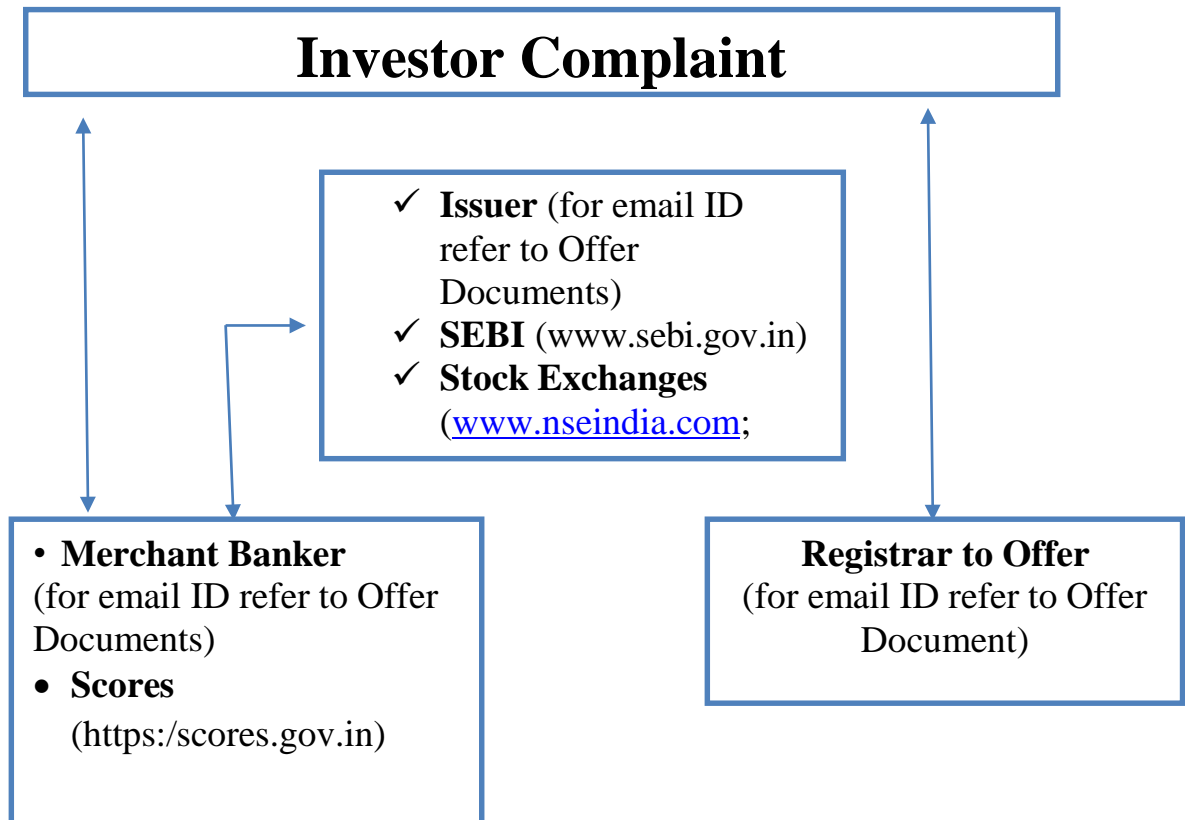 Investor Complaint
✓ Issuer (for email ID
refer to Offer
Documents)
✓ SEBI (www.sebi.gov.in)
✓ Stock Exchanges
(www.nseindia.com;
• Merchant Banker
(for email ID refer to Offer
Documents)
• Scores
(https:/scores.gov.in)
Registrar to Offer
(for email ID refer to Offer
Document)